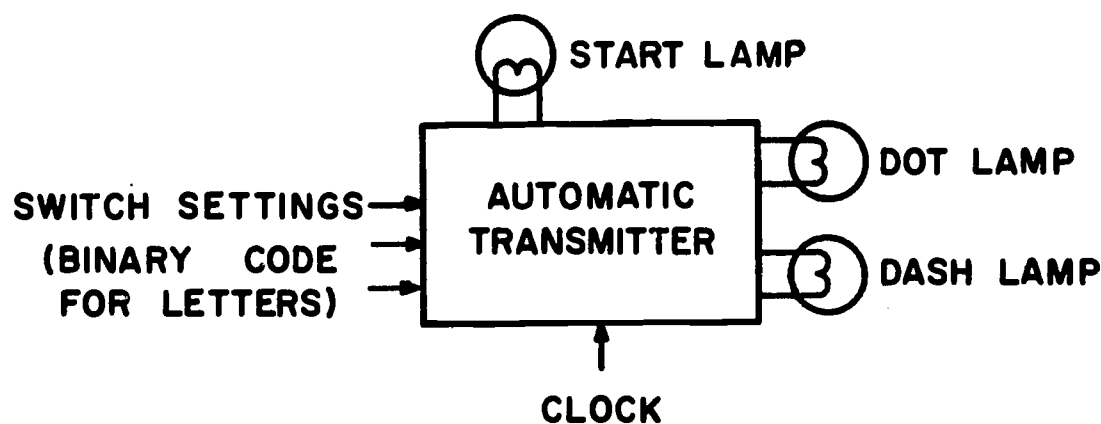 START LAMP
DOT LAMP
AUTOMATIC
TRANSMITTER
SWITCH SETTINGS
(BINARY CODE
FOR LETTERS)
DASH LAMP
CLOCK